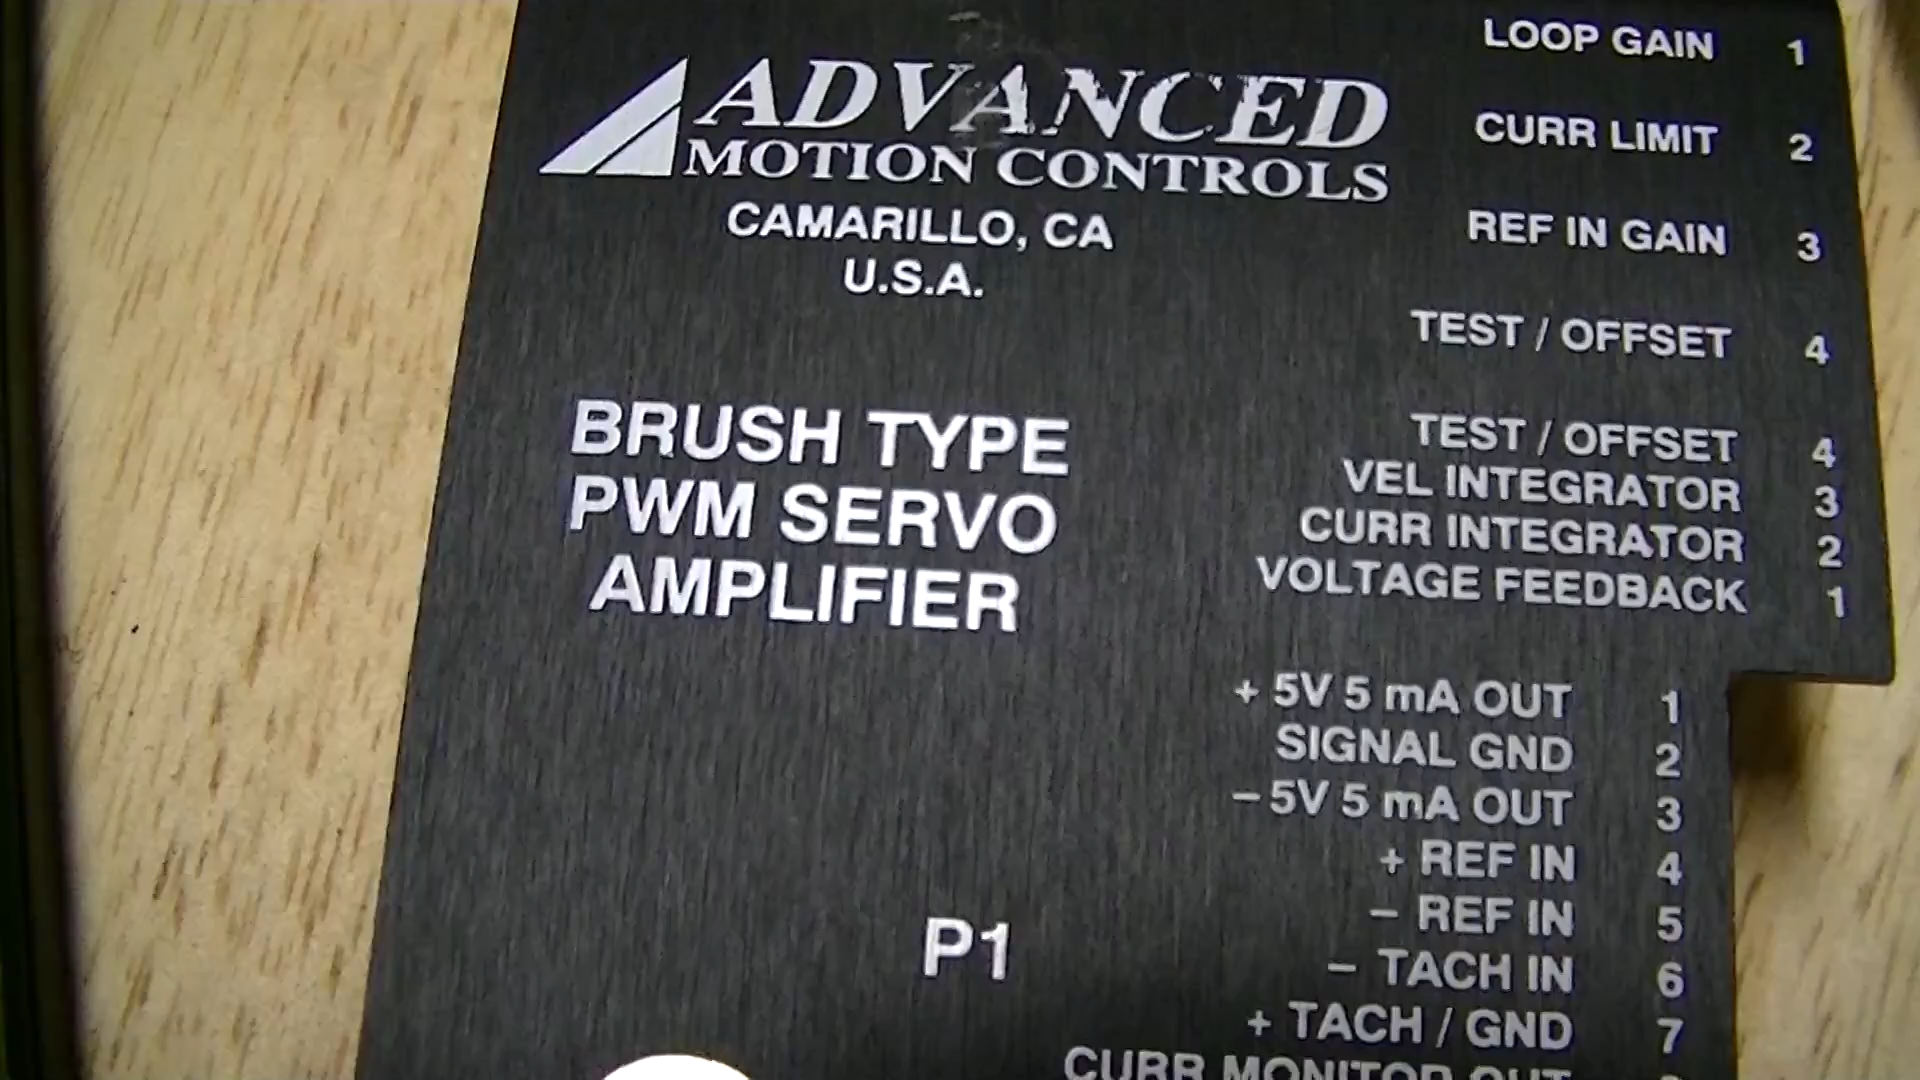 ADVANCED
MOTION CONTROLS
CAMARILLO, CA
U.S.A.
BRUSH TYPE
PWM SERVO
AMPLIFIER
P1
LOOP GAIN 1
CURR LIMIT 2
REF IN GAIN 3
TEST / OFFSET 4
TEST / OFFSET 4
VEL INTEGRATOR 3
CURR INTEGRATOR 2
VOLTAGE FEEDBACK 1
+ 5V 5 mA OUT 1
SIGNAL GND 2
– 5V 5 mA OUT 3
+ REF IN 4
– REF IN 5
– TACH IN 6
+ TACH / GND 7
CURR MONITOR OUT